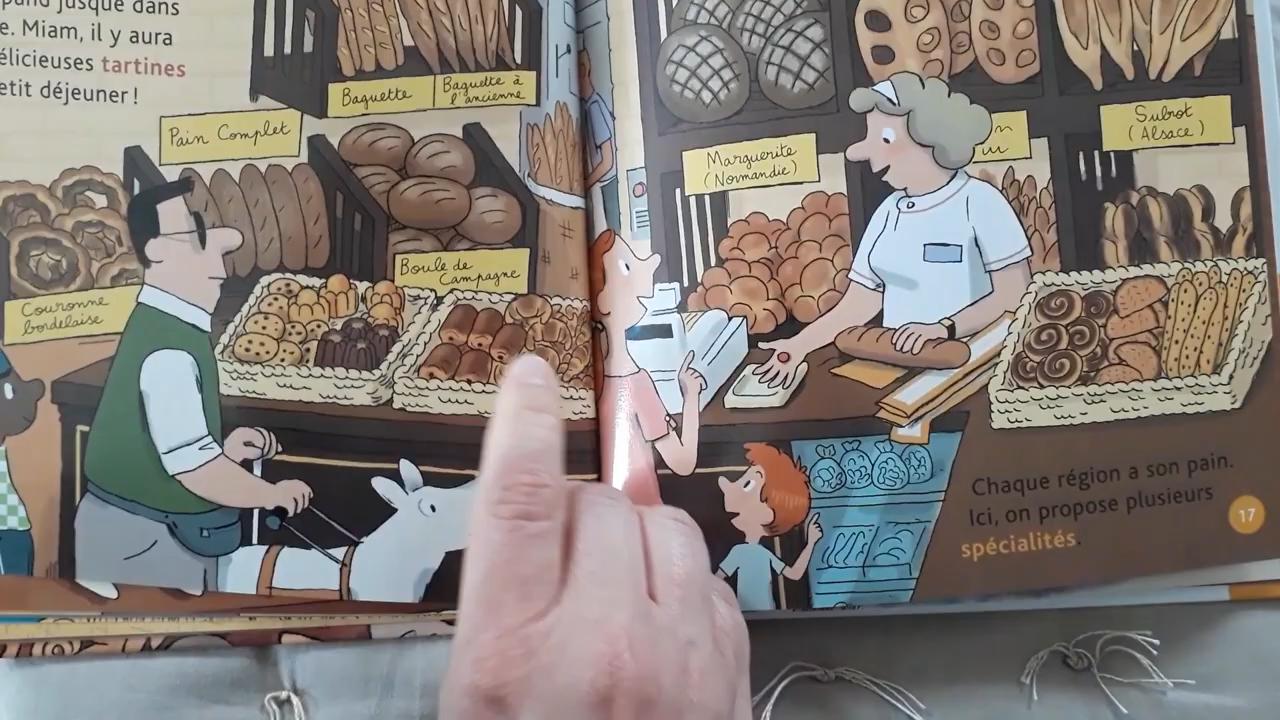 jusque dans
e. Miam, il y aura
élicieuses tartines
etit déjeuner !
Baguette
Baguette à
l'ancienne
Pain Complet
Boule de
Campagne
Couronne
bordelaise
Marguerite
(Normandie)
Subrot
(Alsace)
Chaque région a son pain.
Ici, on propose plusieurs
spécialités.
17